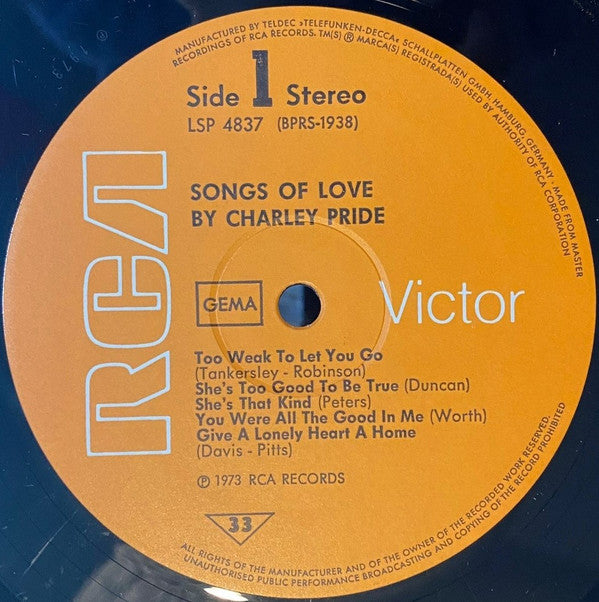 MANUFACTURED BY TELDEC »TELEFUNKEN-DECCA« SCHALLPLATTEN GMBH, HAMBURG, GERMANY - MADE FROM MASTER
RECORDINGS OF RCA RECORDS. TM(S) ® MARCA(S) REGISTRADA(S) USED BY AUTHORITY OF RCA CORPORATION
Side 1 Stereo
LSP 4837 (BPRS-1938)
RCA
SONGS OF LOVE
BY CHARLEY PRIDE
GEMA
Victor
Too Weak To Let You Go
(Tankersley - Robinson)
She's Too Good To Be True (Duncan)
She's That Kind (Peters)
You Were All The Good In Me (Worth)
Give A Lonely Heart A Home
(Davis - Pitts)
℗ 1973 RCA RECORDS
33
ALL RIGHTS OF THE MANUFACTURER AND OF THE OWNER OF THE RECORDED WORK RESERVED.
UNAUTHORISED PUBLIC PERFORMANCE BROADCASTING AND COPYING OF THE RECORD PROHIBITED